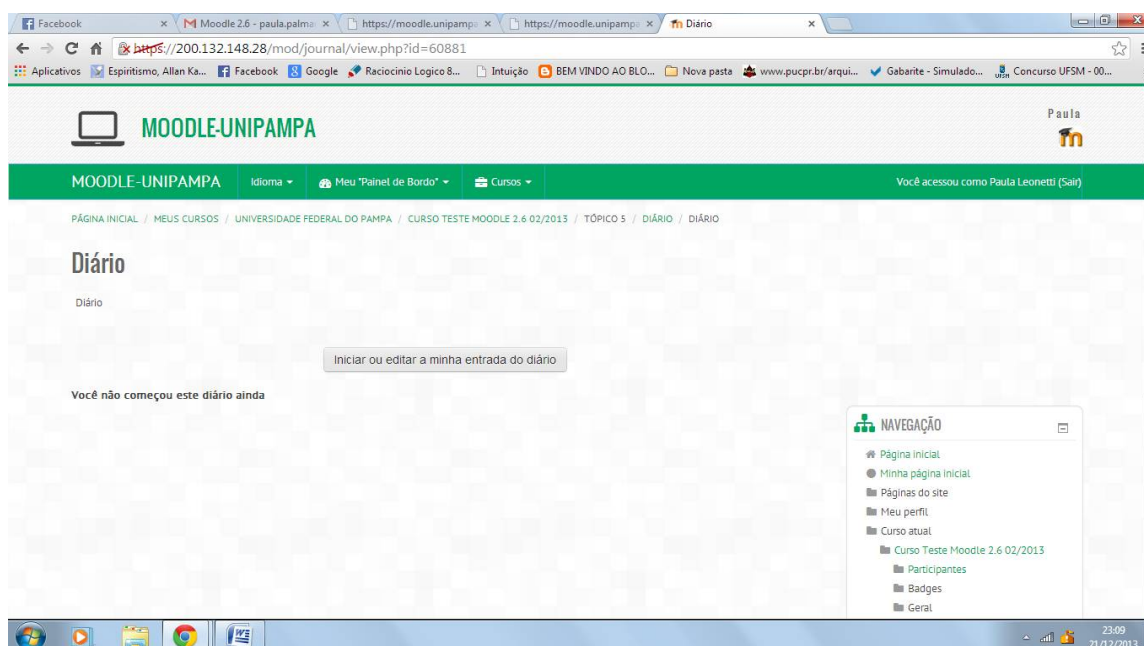 Facebook
Moodle 2.6 - paula.palma
https://moodle.unipampa
https://moodle.unipampa
Diário
https://200.132.148.28/mod/journal/view.php?id=60881
Aplicativos Espiritismo, Allan Ka... Facebook Google Raciocinio Logico 8... Intuição BEM VINDO AO BLO... Nova pasta www.pucpr.br/arqui... Gabarite - Simulado... Concurso UFSM - 00...
Paula
MOODLE-UNIPAMPA
MOODLE-UNIPAMPA Idioma Meu "Painel de Bordo" Cursos Você acessou como Paula Leonetti (Sair)
PÁGINA INICIAL / MEUS CURSOS / UNIVERSIDADE FEDERAL DO PAMPA / CURSO TESTE MOODLE 2.6 02/2013 / TÓPICO 5 / DIÁRIO / DIÁRIO
Diário
Diário
Iniciar ou editar a minha entrada do diário
Você não começou este diário ainda
NAVEGAÇÃO
Página inicial
Minha página inicial
Páginas do site
Meu perfil
Curso atual
Curso Teste Moodle 2.6 02/2013
Participantes
Badges
Geral
23:09
21/12/2013